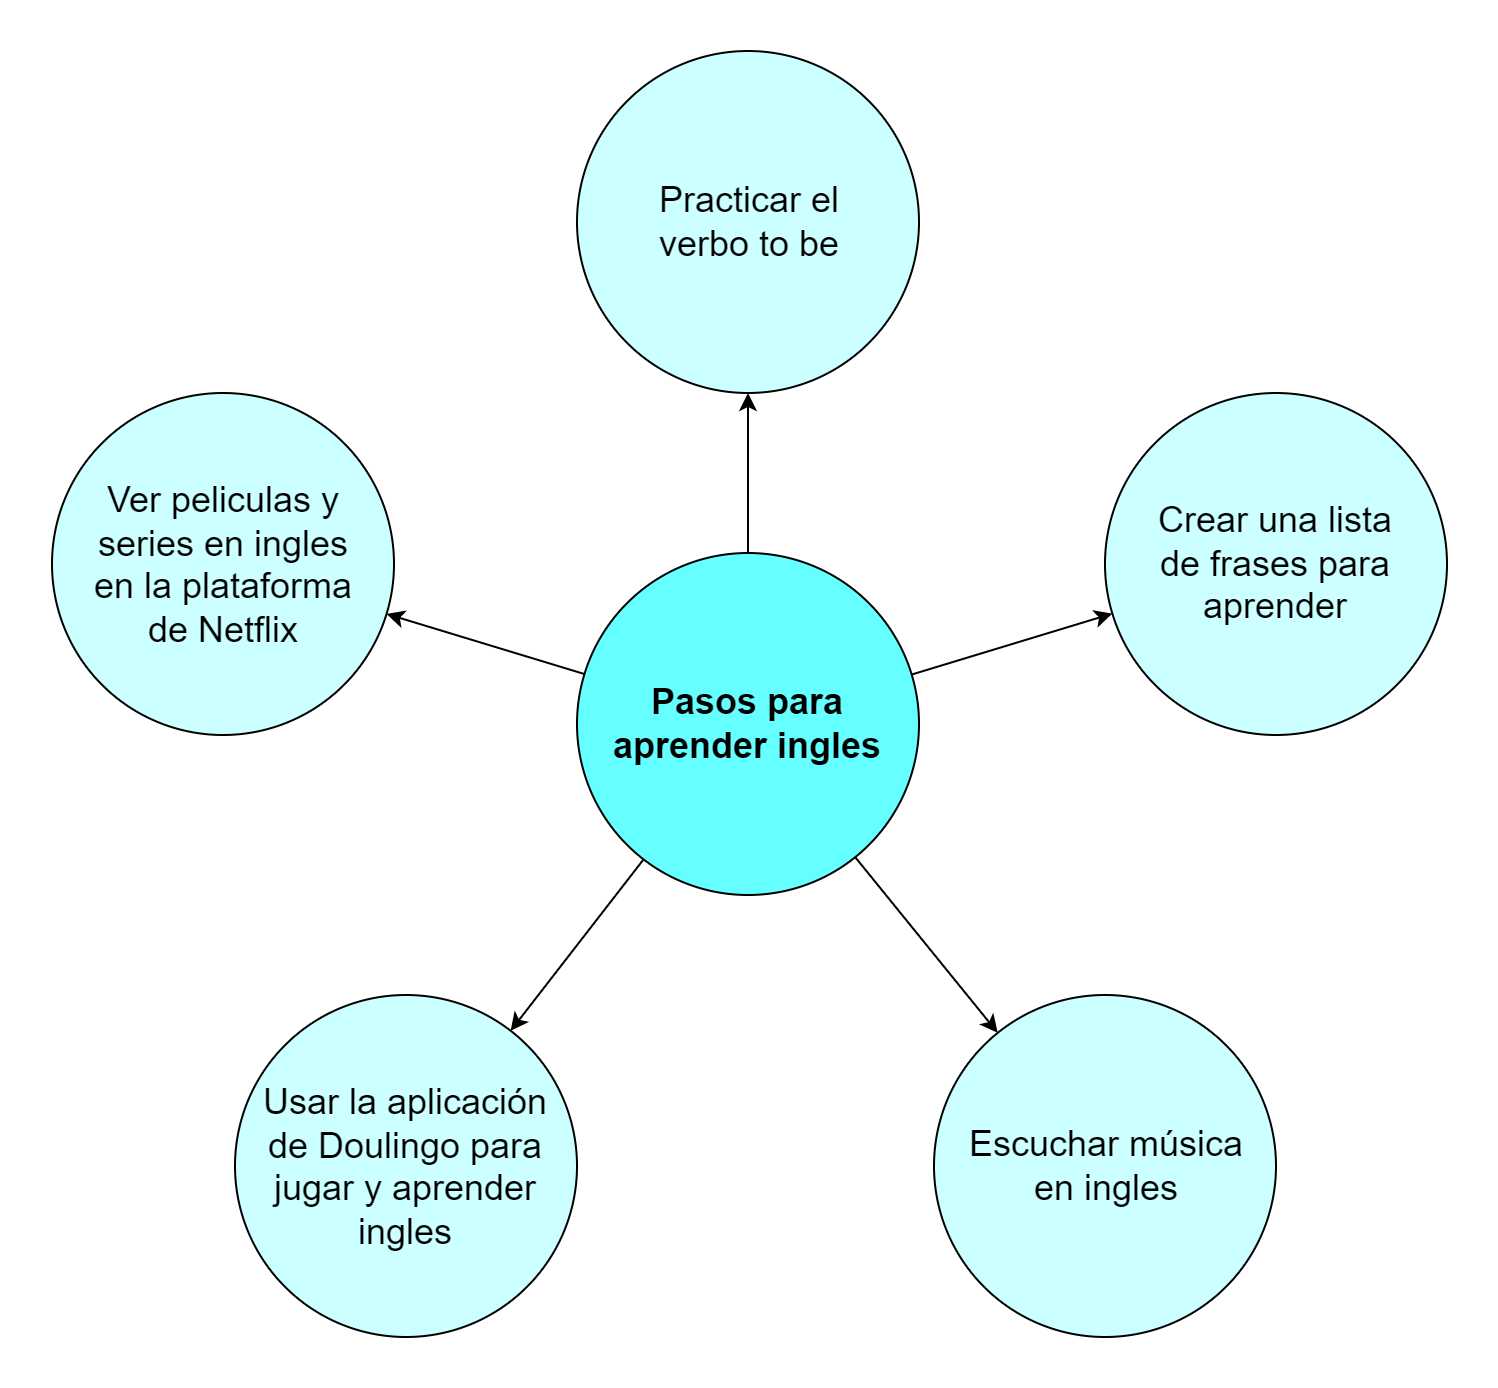 Practicar el
verbo to be
Ver peliculas y
series en ingles
en la plataforma
de Netflix
Crear una lista
de frases para
aprender
Pasos para
aprender ingles
Usar la aplicación
de Doulingo para
jugar y aprender
ingles
Escuchar música
en ingles